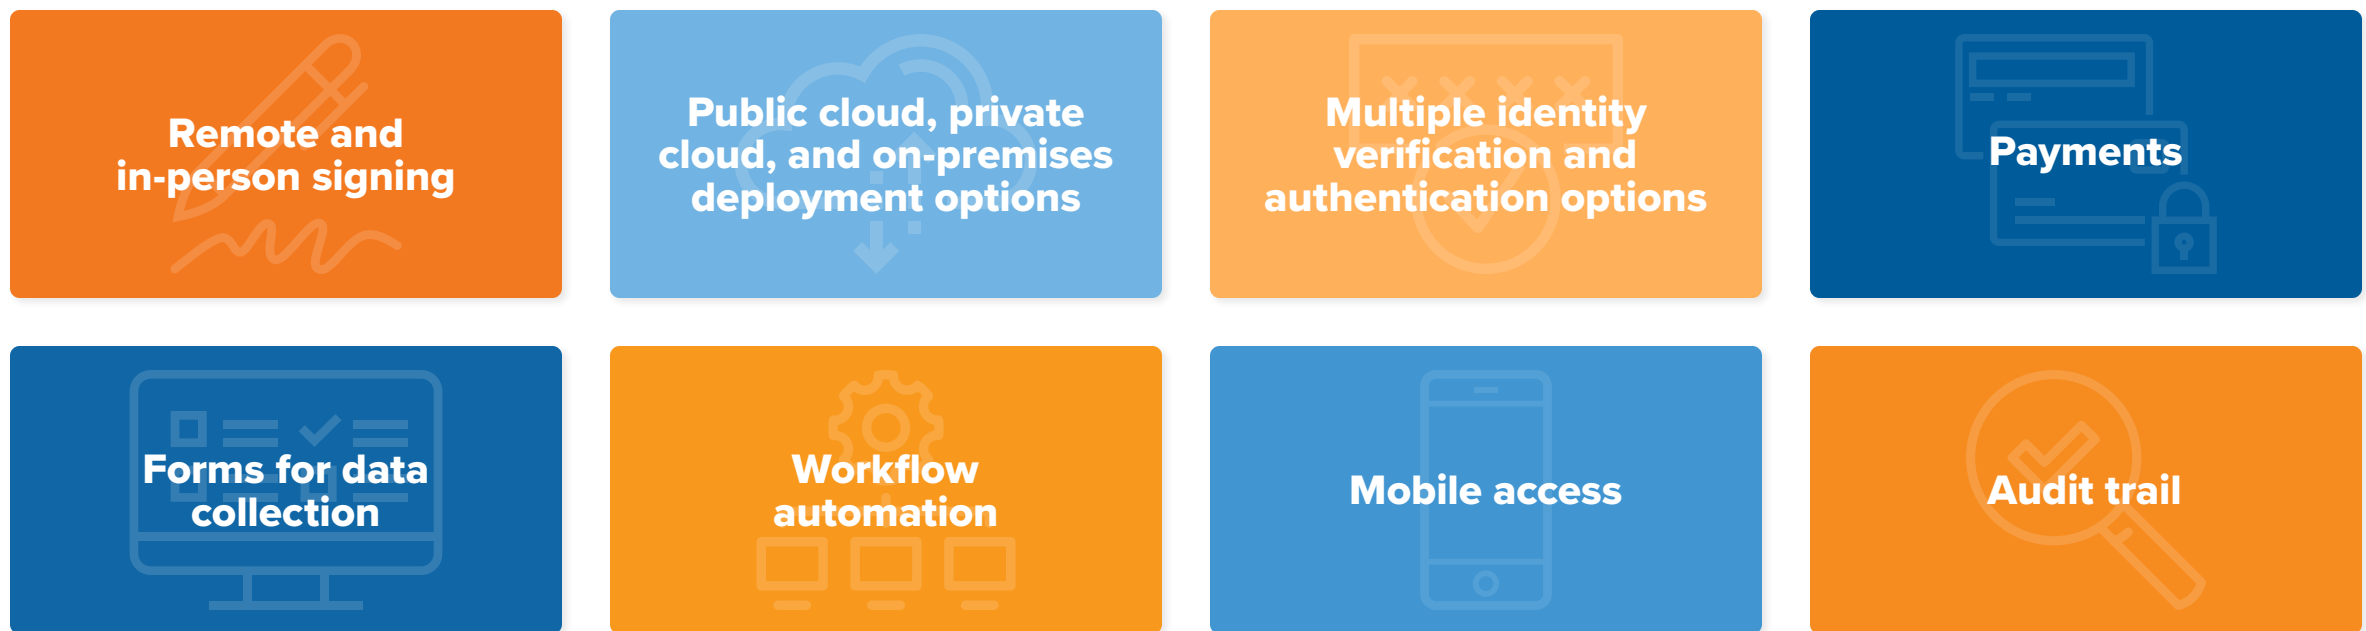 Remote and
in-person signing
Public cloud, private
cloud, and on-premises
deployment options
Multiple identity
verification and
authentication options
Payments
Forms for data
collection
Workflow
automation
Mobile access
Audit trail